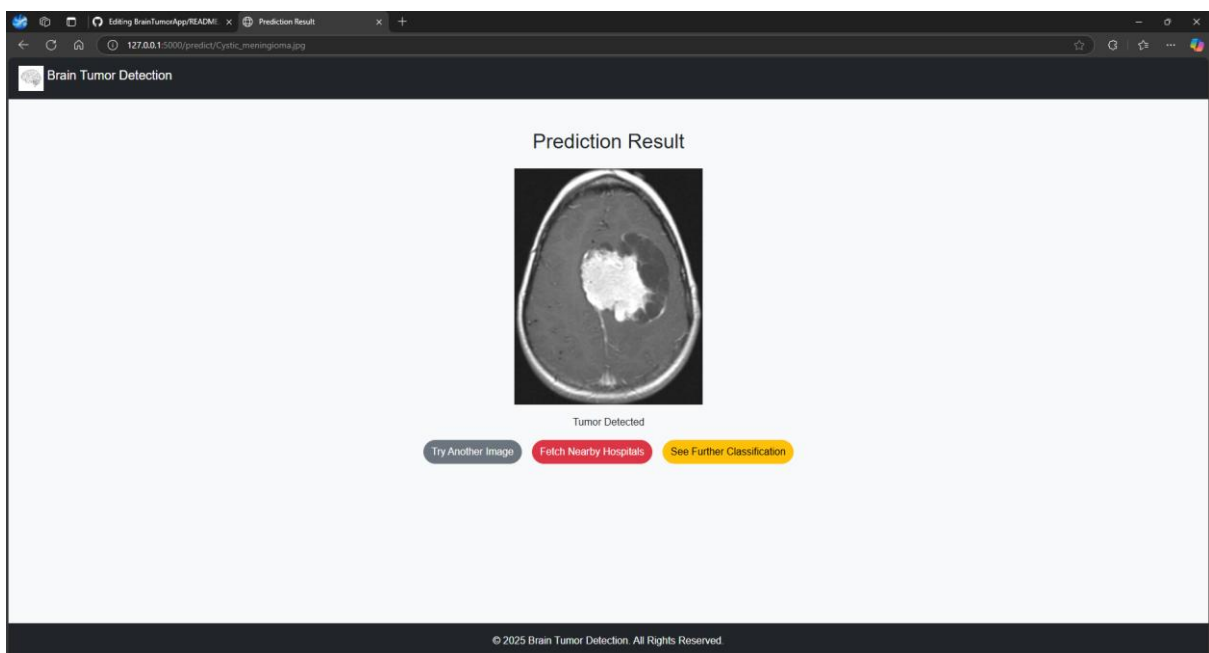 Editing BrainTumorApp/README. Prediction Result
127.0.0.1:5000/predict/Cystic_meningioma.jpg
Brain Tumor Detection
Prediction Result
Tumor Detected
Try Another Image Fetch Nearby Hospitals See Further Classification
© 2025 Brain Tumor Detection. All Rights Reserved.